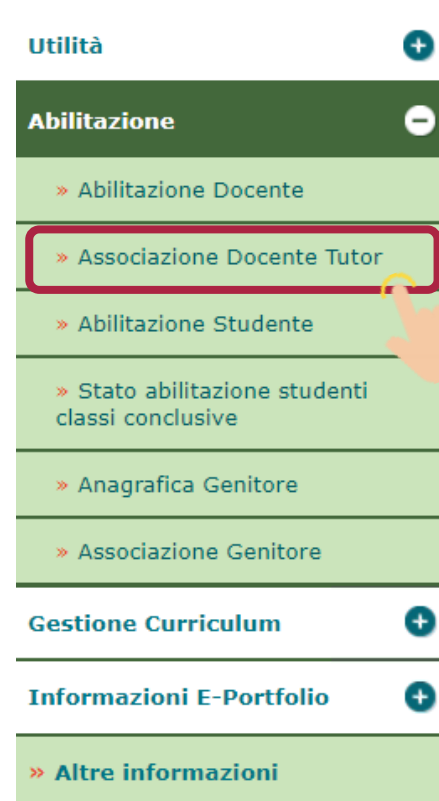 Utilità
Abilitazione
» Abilitazione Docente
» Associazione Docente Tutor
» Abilitazione Studente
» Stato abilitazione studenti
classi conclusive
» Anagrafica Genitore
» Associazione Genitore
Gestione Curriculum
Informazioni E-Portfolio
» Altre informazioni